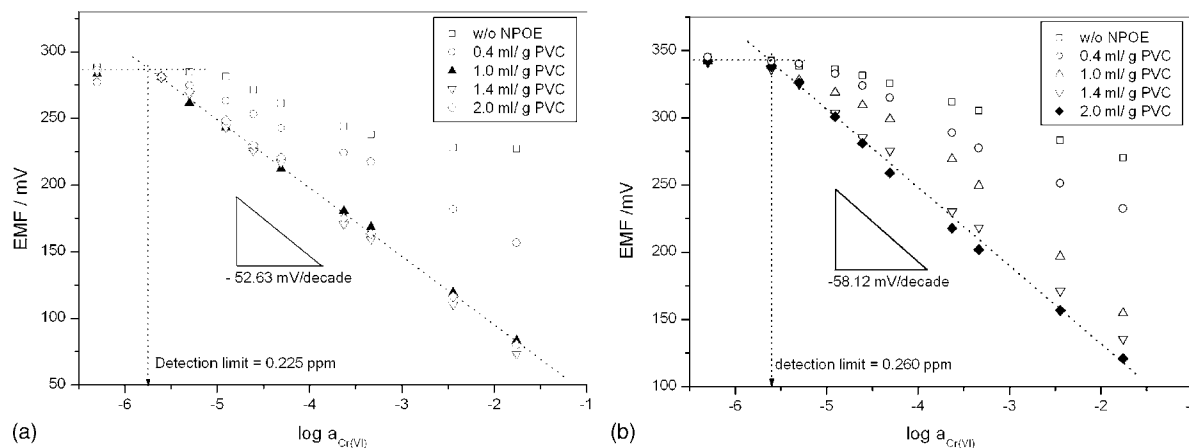 w/o NPOE
0.4 ml/ g PVC
1.0 ml/ g PVC
1.4 ml/ g PVC
2.0 ml/ g PVC
300
250
200
150
100
50
EMF / mV
- 52.63 mV/decade
Detection limit = 0.225 ppm
-6
-5
-4
-3
-2
-1
log a Cr(VI)
(a)
w/o NPOE
0.4 ml/ g PVC
1.0 ml/ g PVC
1.4 ml/ g PVC
2.0 ml/ g PVC
350
300
250
200
150
100
EMF /mV
-58.12 mV/decade
detection limit = 0.260 ppm
-6
-5
-4
-3
-2
-1
log a Cr(VI)
(b)